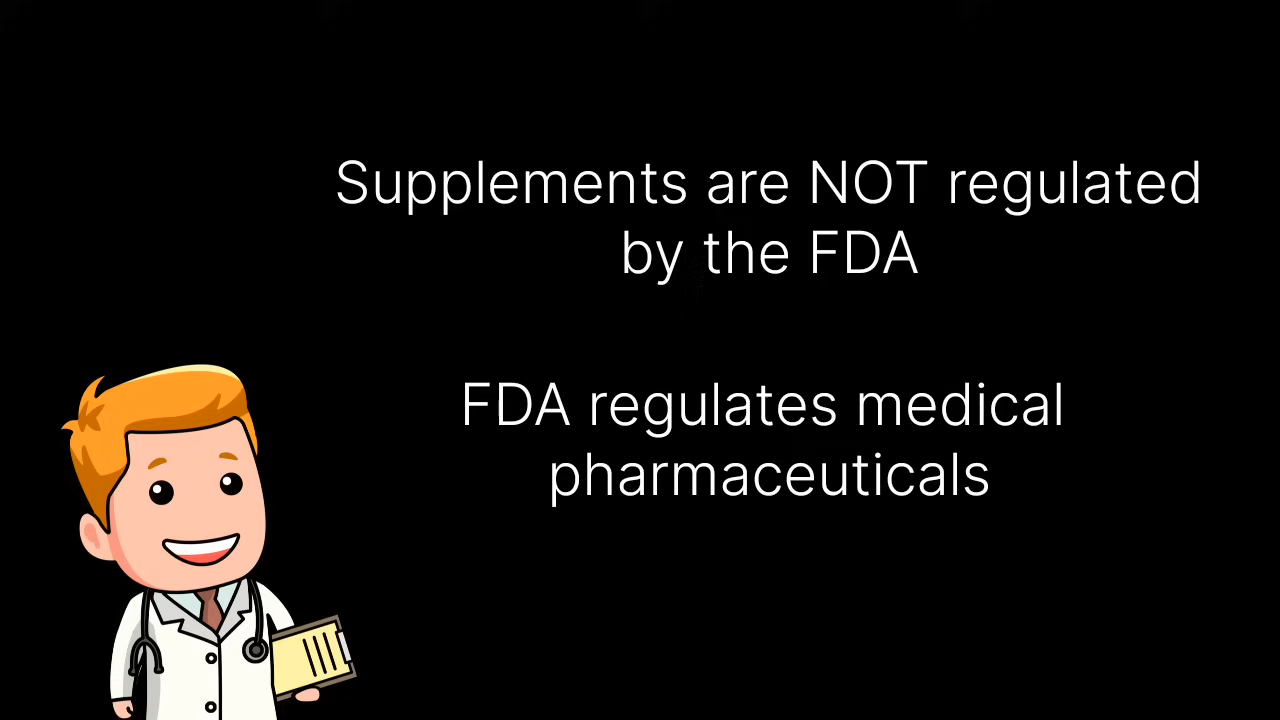 Supplements are NOT regulated
by the FDA
FDA regulates medical
pharmaceuticals